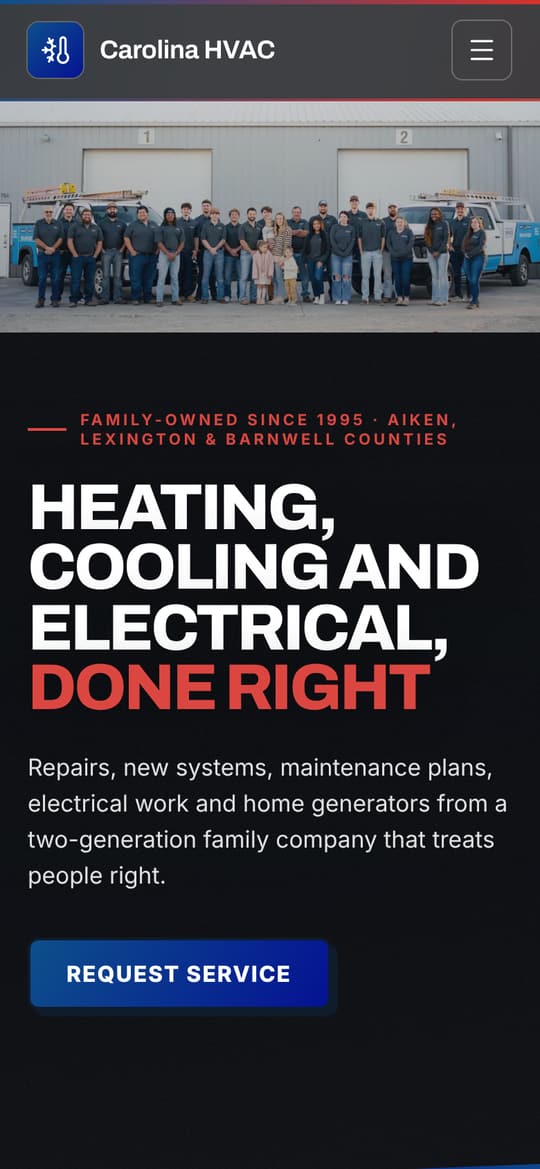 Carolina HVAC
1
2
FAMILY-OWNED SINCE 1995 · AIKEN,
LEXINGTON & BARNWELL COUNTIES
HEATING,
COOLING AND
ELECTRICAL,
DONE RIGHT
Repairs, new systems, maintenance plans,
electrical work and home generators from a
two-generation family company that treats
people right.
REQUEST SERVICE